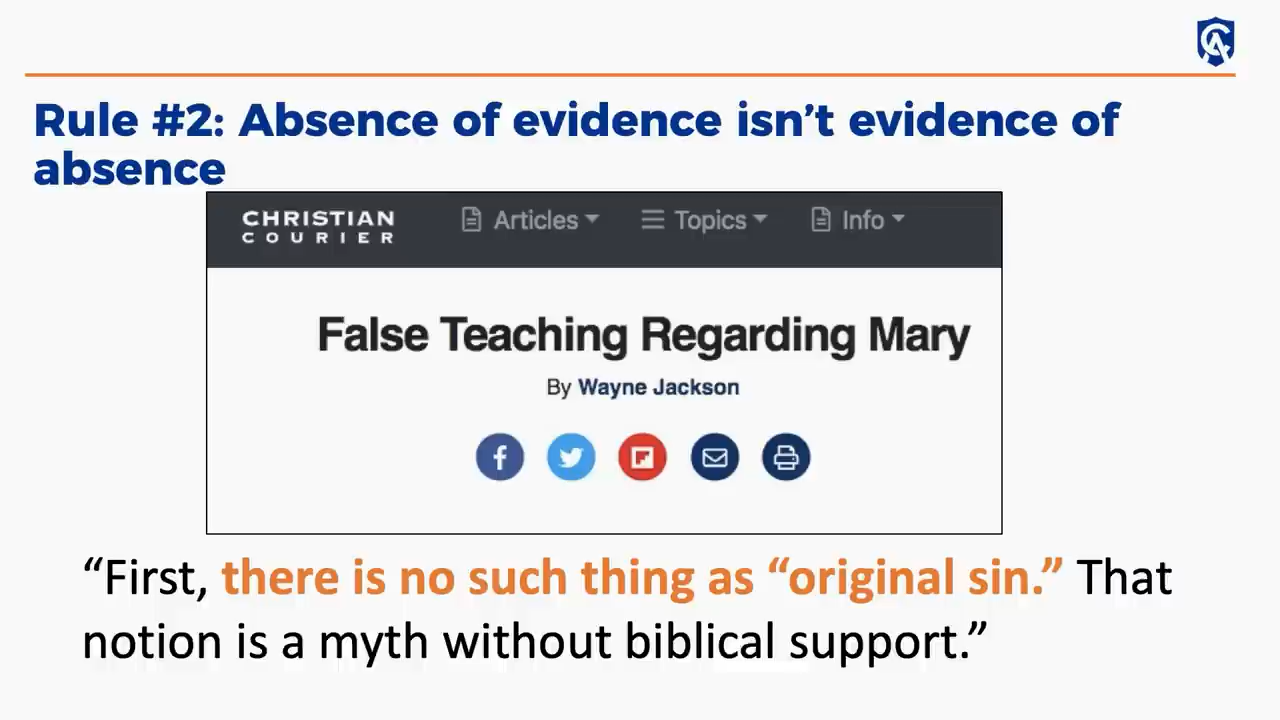 Rule #2: Absence of evidence isn’t evidence of
absence
CHRISTIAN
COURIER
Articles
Topics
Info
False Teaching Regarding Mary
By Wayne Jackson
“First, there is no such thing as “original sin.” That
notion is a myth without biblical support.”